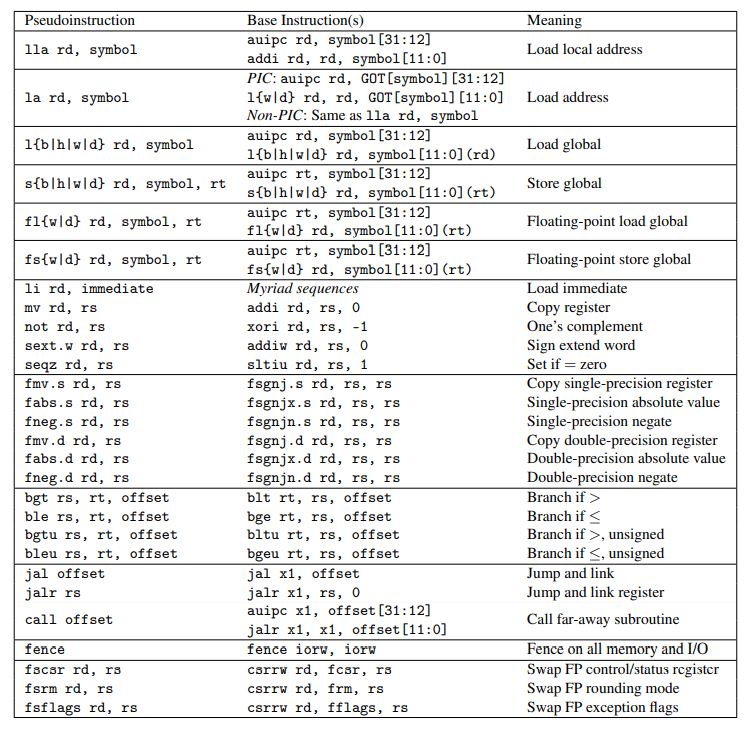 Pseudoinstruction Base Instruction(s) Meaning
lla rd, symbol auipc rd, symbol[31:12] Load local address
addi rd, rd, symbol[11:0]
la rd, symbol PIC: auipc rd, GOT[symbol][31:12] Load address
l{w|d} rd, rd, GOT[symbol][11:0]
Non-PIC: Same as lla rd, symbol
l{b|h|w|d} rd, symbol auipc rd, symbol[31:12] Load global
l{b|h|w|d} rd, symbol[11:0](rd)
s{b|h|w|d} rd, symbol, rt auipc rt, symbol[31:12] Store global
s{b|h|w|d} rd, symbol[11:0](rt)
fl{w|d} rd, symbol, rt auipc rt, symbol[31:12] Floating-point load global
fl{w|d} rd, symbol[11:0](rt)
fs{w|d} rd, symbol, rt auipc rt, symbol[31:12] Floating-point store global
fs{w|d} rd, symbol[11:0](rt)
li rd, immediate Myriad sequences Load immediate
mv rd, rs addi rd, rs, 0 Copy register
not rd, rs xori rd, rs, -1 One's complement
sext.w rd, rs addiw rd, rs, 0 Sign extend word
seqz rd, rs sltiu rd, rs, 1 Set if = zero
fmv.s rd, rs fsgnj.s rd, rs, rs Copy single-precision register
fabs.s rd, rs fsgnjx.s rd, rs, rs Single-precision absolute value
fneg.s rd, rs fsgnjn.s rd, rs, rs Single-precision negate
fmv.d rd, rs fsgnj.d rd, rs, rs Copy double-precision register
fabs.d rd, rs fsgnjx.d rd, rs, rs Double-precision absolute value
fneg.d rd, rs fsgnjn.d rd, rs, rs Double-precision negate
bgt rs, rt, offset blt rt, rs, offset Branch if >
ble rs, rt, offset bge rt, rs, offset Branch if ≤
bgtu rs, rt, offset bltu rt, rs, offset Branch if >, unsigned
bleu rs, rt, offset bgeu rt, rs, offset Branch if ≤, unsigned
jal offset jal x1, offset Jump and link
jalr rs jalr x1, rs, 0 Jump and link register
call offset auipc x1, offset[31:12] Call far-away subroutine
jalr x1, x1, offset[11:0]
fence fence iorw, iorw Fence on all memory and I/O
fscsr rd, rs csrrw rd, fcsr, rs Swap FP control/status register
fsrm rd, rs csrrw rd, frm, rs Swap FP rounding mode
fsflags rd, rs csrrw rd, fflags, rs Swap FP exception flags